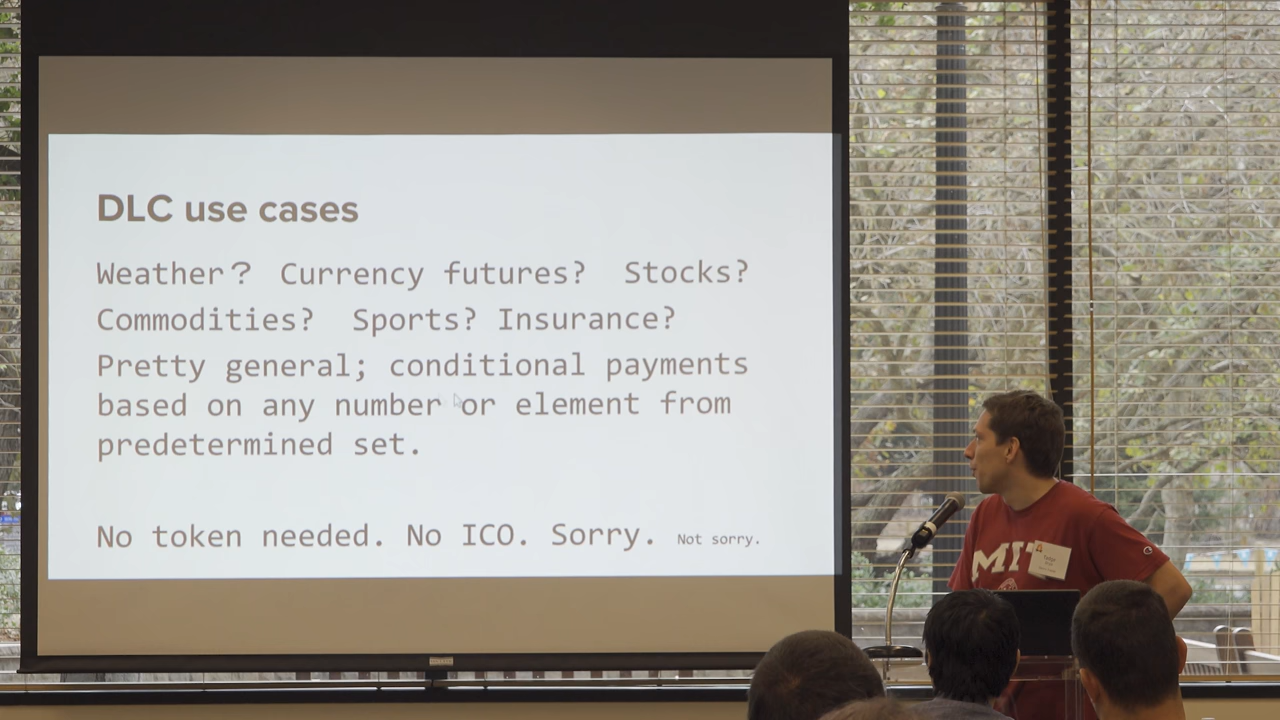 DLC use cases
Weather? Currency futures? Stocks?
Commodities? Sports? Insurance?
Pretty general; conditional payments
based on any number or element from
predetermined set.
No token needed. No ICO. Sorry. Not sorry.
MIT